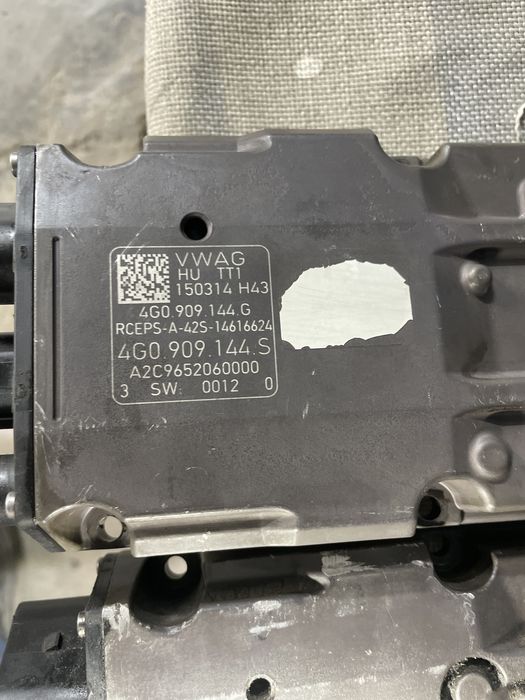 VWAG
HU TT1
150314 H43
4G0.909.144.G
RCEPS-A-42S-14616624
4G0.909.144.S
A2C9652060000
3 SW: 0012 0